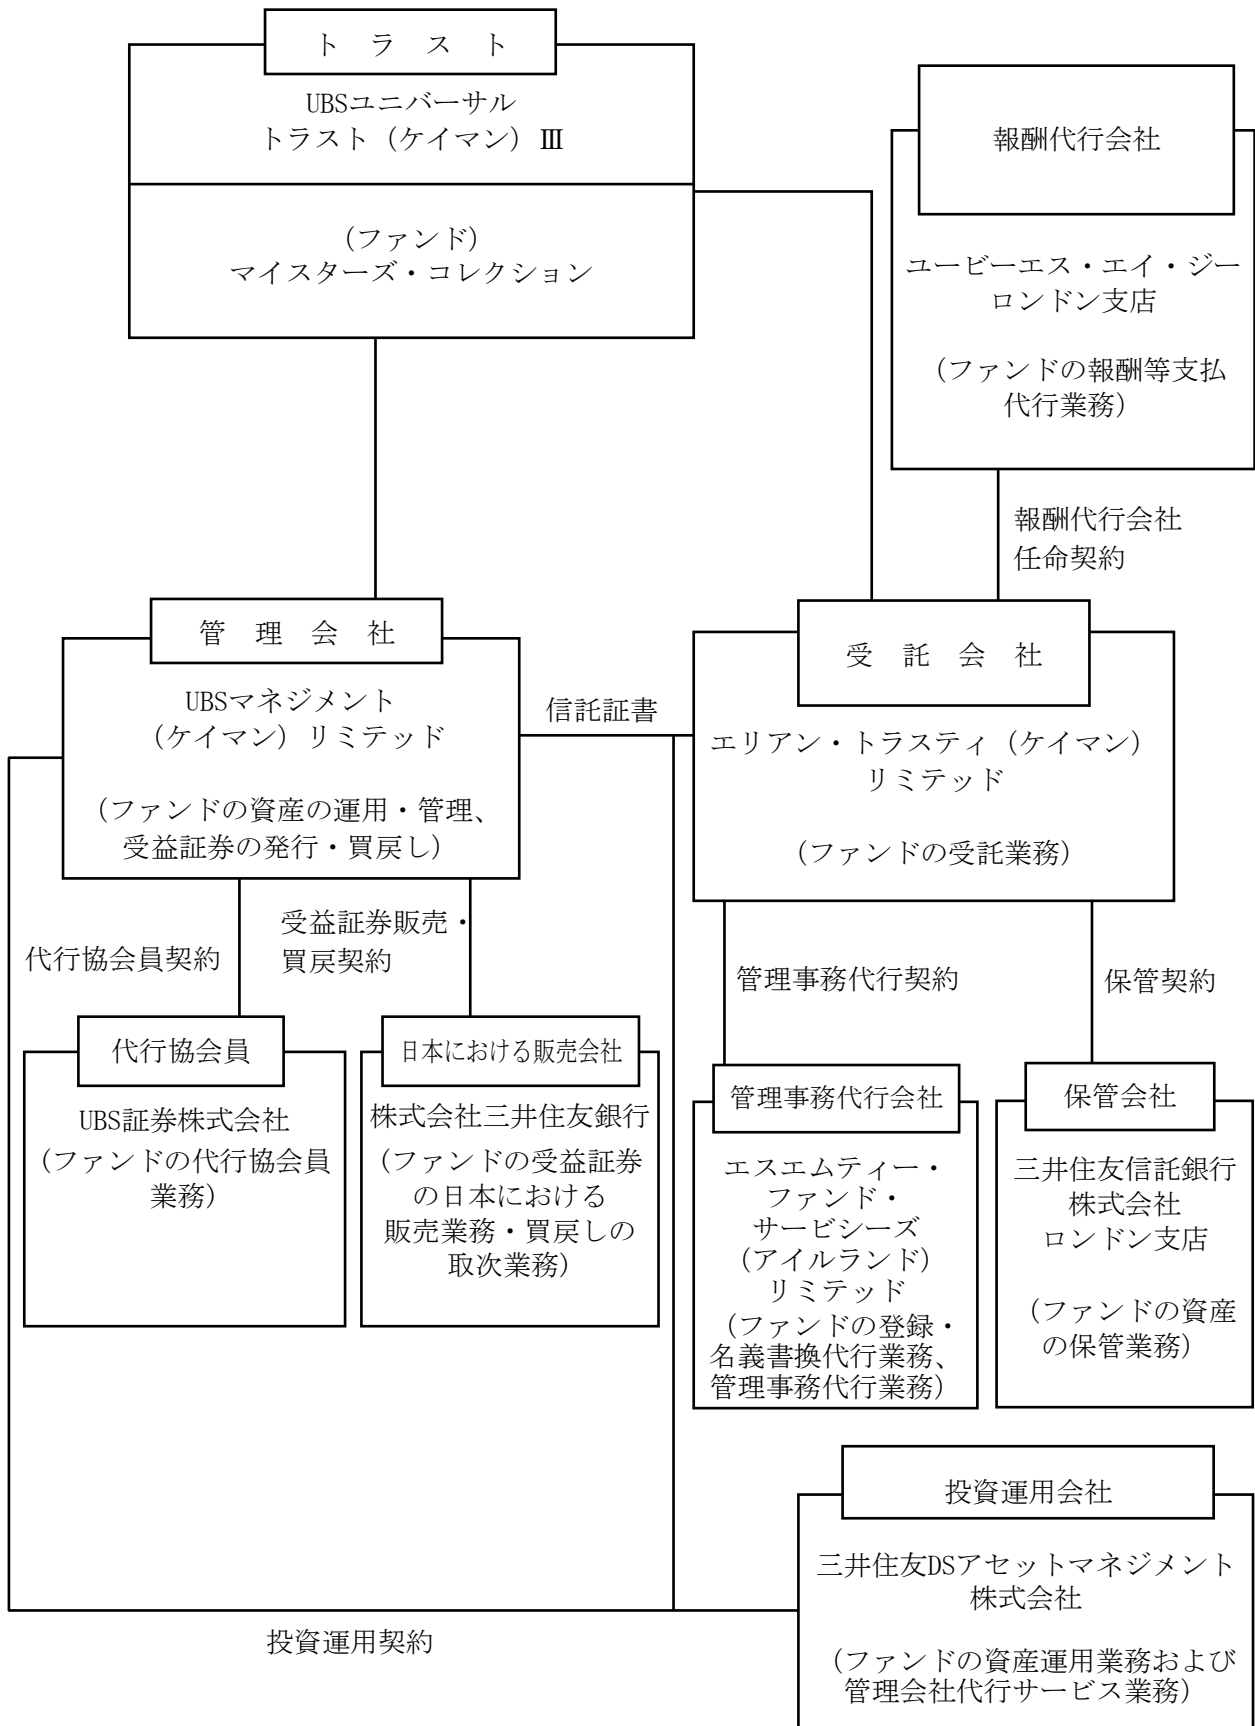 ト　ラ　ス　ト
UBSユニバーサル
トラスト（ケイマン）Ⅲ
（ファンド）
マイスターズ・コレクション
報酬代行会社
ユービーエス・エイ・ジー
ロンドン支店
（ファンドの報酬等支払
代行業務）
報酬代行会社
任命契約
管　理　会　社
UBSマネジメント
（ケイマン）リミテッド
（ファンドの資産の運用・管理、
受益証券の発行・買戻し）
信託証書
受　託　会　社
エリアン・トラスティ（ケイマン）
リミテッド
（ファンドの受託業務）
代行協会員契約
受益証券販売・
買戻契約
管理事務代行契約
保管契約
代行協会員
UBS証券株式会社
（ファンドの代行協会員
業務）
日本における販売会社
株式会社三井住友銀行
（ファンドの受益証券
の日本における
販売業務・買戻しの
取次業務）
管理事務代行会社
エスエムティー・
ファンド・
サービシーズ
（アイルランド）
リミテッド
（ファンドの登録・
名義書換代行業務、
管理事務代行業務）
保管会社
三井住友信託銀行
株式会社
ロンドン支店
（ファンドの資産
の保管業務）
投資運用会社
三井住友DSアセットマネジメント
株式会社
（ファンドの資産運用業務および
管理会社代行サービス業務）
投資運用契約